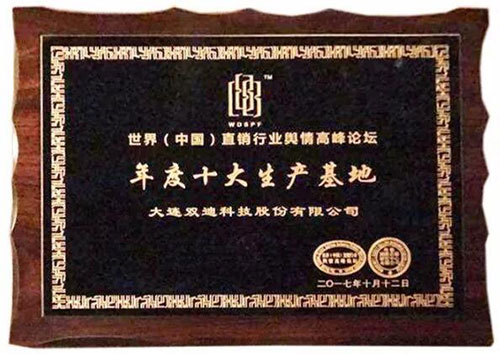 ™
WDSPF
世界（中国）直销行业舆情高峰论坛
年度十大生产基地
大连双迪科技股份有限公司
二〇一七年十月十二日